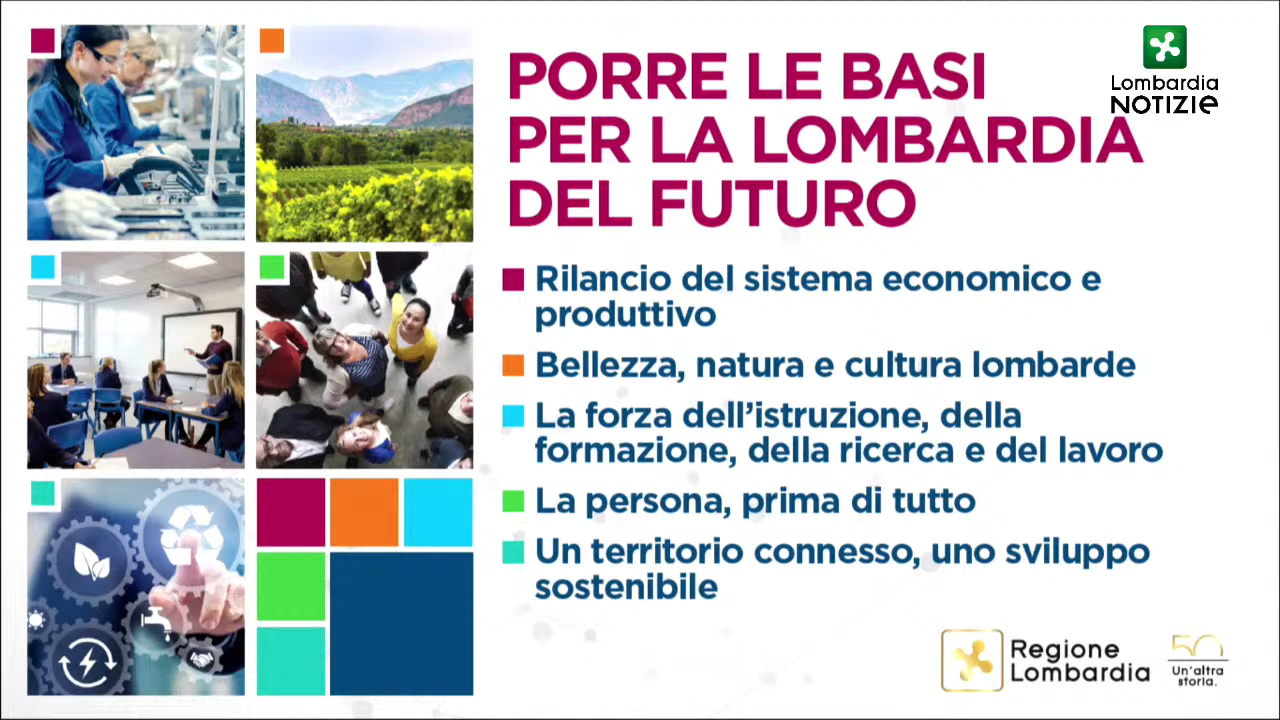 PORRE LE BASI
PER LA LOMBARDIA
DEL FUTURO
Lombardia
NOTIZIE
Rilancio del sistema economico e
produttivo
Bellezza, natura e cultura lombarde
La forza dell’istruzione, della
formazione, della ricerca e del lavoro
La persona, prima di tutto
Un territorio connesso, uno sviluppo
sostenibile
Regione
Lombardia
50
Un'altra
storia.